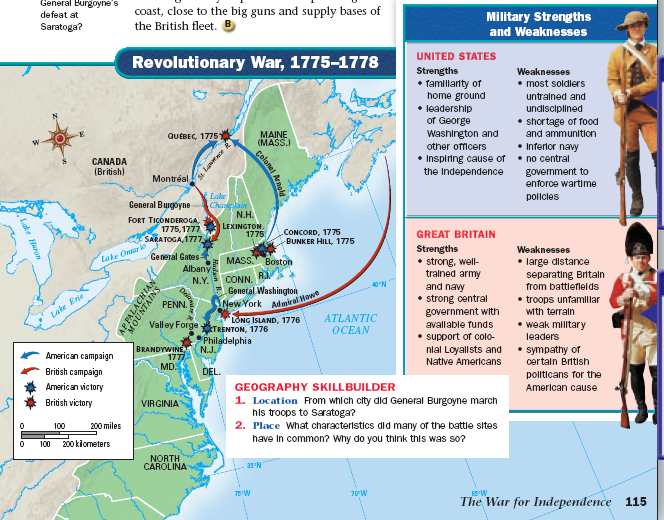 General Burgoyne's
defeat at
Saratoga?
coast, close to the big guns and supply bases of
the British fleet. B
Revolutionary War, 1775–1778
N
E
S
W
QUÉBEC, 1775
MAINE
(MASS.)
CANADA
(British)
St. Lawrence R.
Colonel Arnold
Montréal
Lake
Champlain
General Burgoyne
FORT TICONDEROGA,
1775, 1777
N.H.
LEXINGTON,
1775
SARATOGA, 1777
CONCORD, 1775
BUNKER HILL, 1775
Lake Huron
Lake Ontario
General Gates
Albany
MASS.
Boston
Hudson R.
N.Y.
CONN.
R.I.
Lake Erie
APPALACHIAN
MOUNTAINS
Delaware R.
General Washington
40°N
PENN.
New York
Admiral Howe
LONG ISLAND, 1776
ATLANTIC
OCEAN
Valley Forge
TRENTON, 1776
Philadelphia
BRANDYWINE,
1777
N.J.
MD.
DEL.
VIRGINIA
NORTH
CAROLINA
35°N
75°W
70°W
65°W
American campaign
British campaign
American victory
British victory
0 100 200 miles
0 100 200 kilometers
GEOGRAPHY SKILLBUILDER
1. Location From which city did General Burgoyne march
his troops to Saratoga?
2. Place What characteristics did many of the battle sites
have in common? Why do you think this was so?
Military Strengths
and Weaknesses
UNITED STATES
Strengths
• familiarity of
home ground
• leadership
of George
Washington and
other officers
• inspiring cause of
the independence
Weaknesses
• most soldiers
untrained and
undisciplined
• shortage of food
and ammunition
• inferior navy
• no central
government to
enforce wartime
policies
GREAT BRITAIN
Strengths
• strong, well-
trained army
and navy
• strong central
government with
available funds
• support of colo-
nial Loyalists and
Native Americans
Weaknesses
• large distance
separating Britain
from battlefields
• troops unfamiliar
with terrain
• weak military
leaders
• sympathy of
certain British
politicans for the
American cause
The War for Independence 115